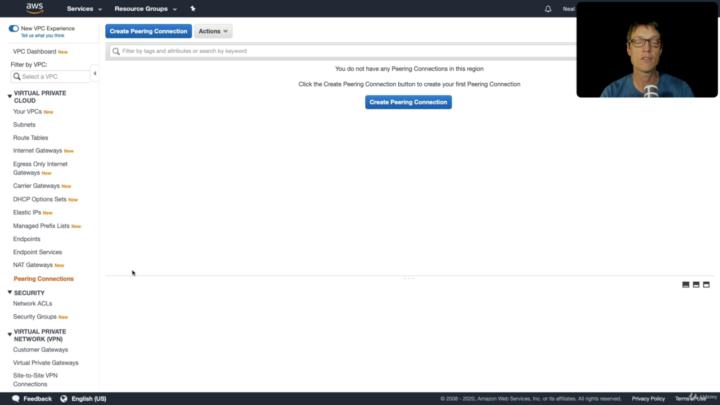 aws
Services
Resource Groups
Neal
New VPC Experience
Tell us what you think
Create Peering Connection
Actions
VPC Dashboard New
Filter by tags and attributes or search by keyword
Filter by VPC:
Select a VPC
You do not have any Peering Connections in this region
Click the Create Peering Connection button to create your first Peering Connection
Create Peering Connection
VIRTUAL PRIVATE
CLOUD
Your VPCs New
Subnets
Route Tables
Internet Gateways New
Egress Only Internet
Gateways New
Carrier Gateways New
DHCP Options Sets New
Elastic IPs New
Managed Prefix Lists New
Endpoints
Endpoint Services
NAT Gateways New
Peering Connections
SECURITY
Network ACLs
Security Groups New
VIRTUAL PRIVATE
NETWORK (VPN)
Customer Gateways
Virtual Private Gateways
Site-to-Site VPN
Connections
Feedback
English (US)
© 2008 - 2020, Amazon Web Services, Inc. or its affiliates. All rights reserved.
Privacy Policy
Terms of Use